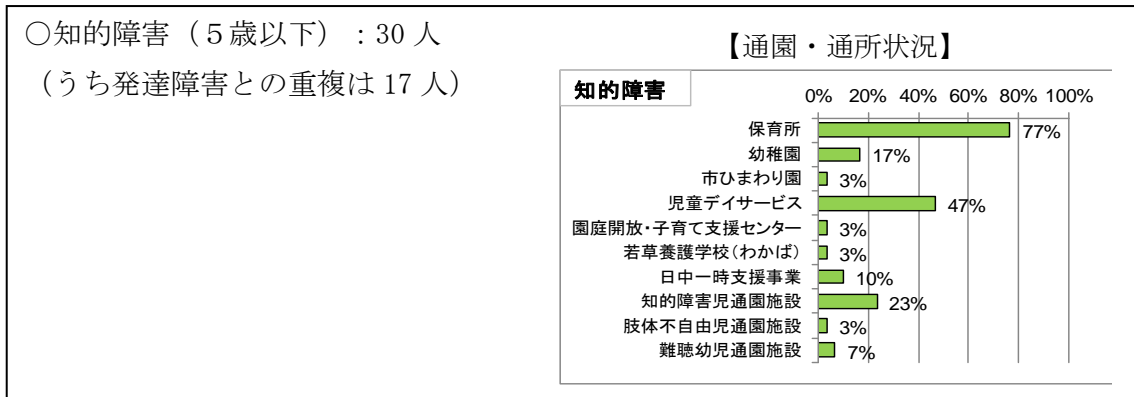 ○知的障害（５歳以下）：30 人
（うち発達障害との重複は 17 人）
【通園・通所状況】
知的障害
0% 20% 40% 60% 80% 100%
保育所 77%
幼稚園 17%
市ひまわり園 3%
児童デイサービス 47%
園庭開放・子育て支援センター 3%
若草養護学校（わかば） 3%
日中一時支援事業 10%
知的障害児通園施設 23%
肢体不自由児通園施設 3%
難聴幼児通園施設 7%